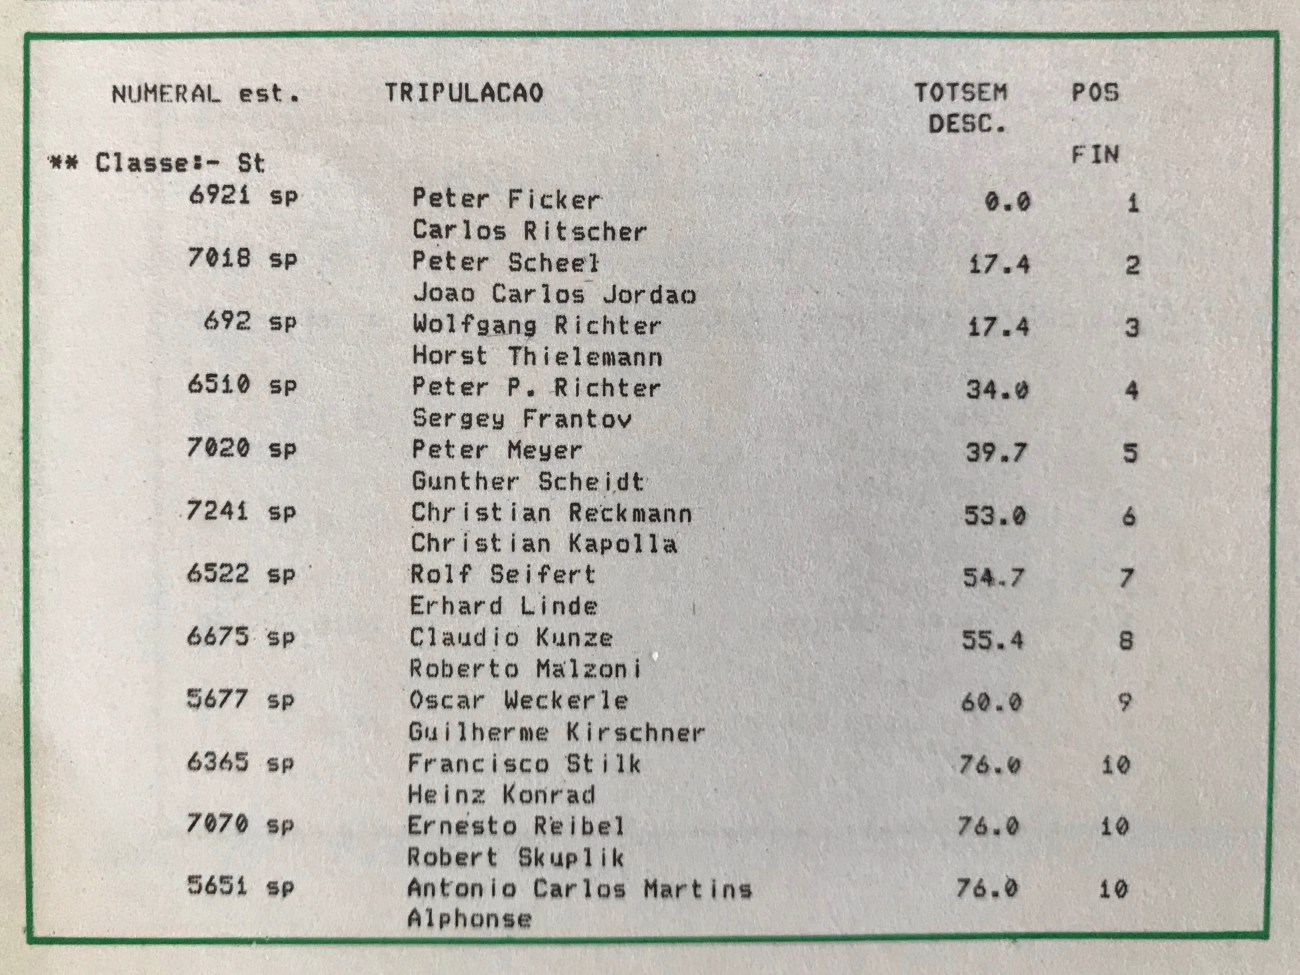 NUMERAL est. TRIPULACAO TOTSEM POS
DESC.
FIN
** Classe:- St
6921 sp Peter Ficker 0.0 1
Carlos Ritscher
7018 sp Peter Scheel 17.4 2
Joao Carlos Jordao
692 sp Wolfgang Richter 17.4 3
Horst Thielemann
6510 sp Peter P. Richter 34.0 4
Sergey Frantov
7020 sp Peter Meyer 39.7 5
Gunther Scheidt
7241 sp Christian Reckmann 53.0 6
Christian Kapolla
6522 sp Rolf Seifert 54.7 7
Erhard Linde
6675 sp Claudio Kunze 55.4 8
Roberto Malzoni
5677 sp Oscar Weckerle 60.0 9
Guilherme Kirschner
6365 sp Francisco Stilk 76.0 10
Heinz Konrad
7070 sp Ernesto Reibel 76.0 10
Robert Skuplik
5651 sp Antonio Carlos Martins 76.0 10
Alphonse